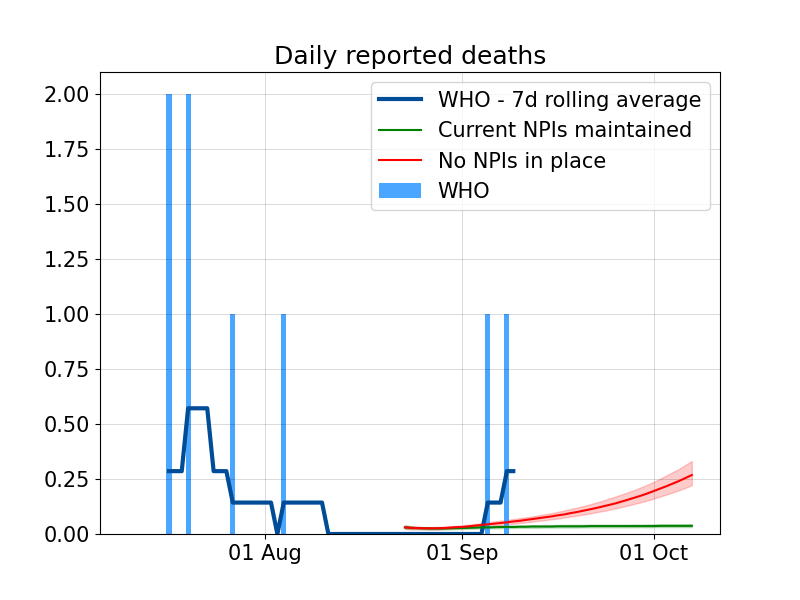 Daily reported deaths
WHO - 7d rolling average
Current NPIs maintained
No NPIs in place
WHO
2.00
1.75
1.50
1.25
1.00
0.75
0.50
0.25
0.00
01 Aug
01 Sep
01 Oct